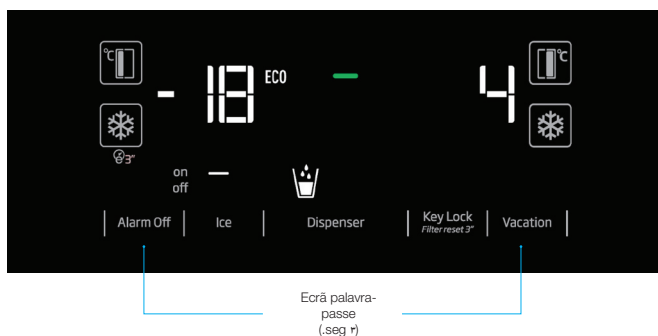 °C
°C
- 18 ECO
4
3"
on
off
Alarm Off
Ice
Dispenser
Key Lock
Filter reset 3"
Vacation
Ecrã palavra-
passe
(.seg ٣)